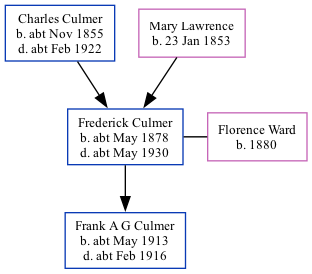 Charles Culmer
b. abt Nov 1855
d. abt Feb 1922
Mary Lawrence
b. 23 Jan 1853
Frederick Culmer
b. abt May 1878
d. abt May 1930
Florence Ward
b. 1880
Frank A G Culmer
b. abt May 1913
d. abt Feb 1916